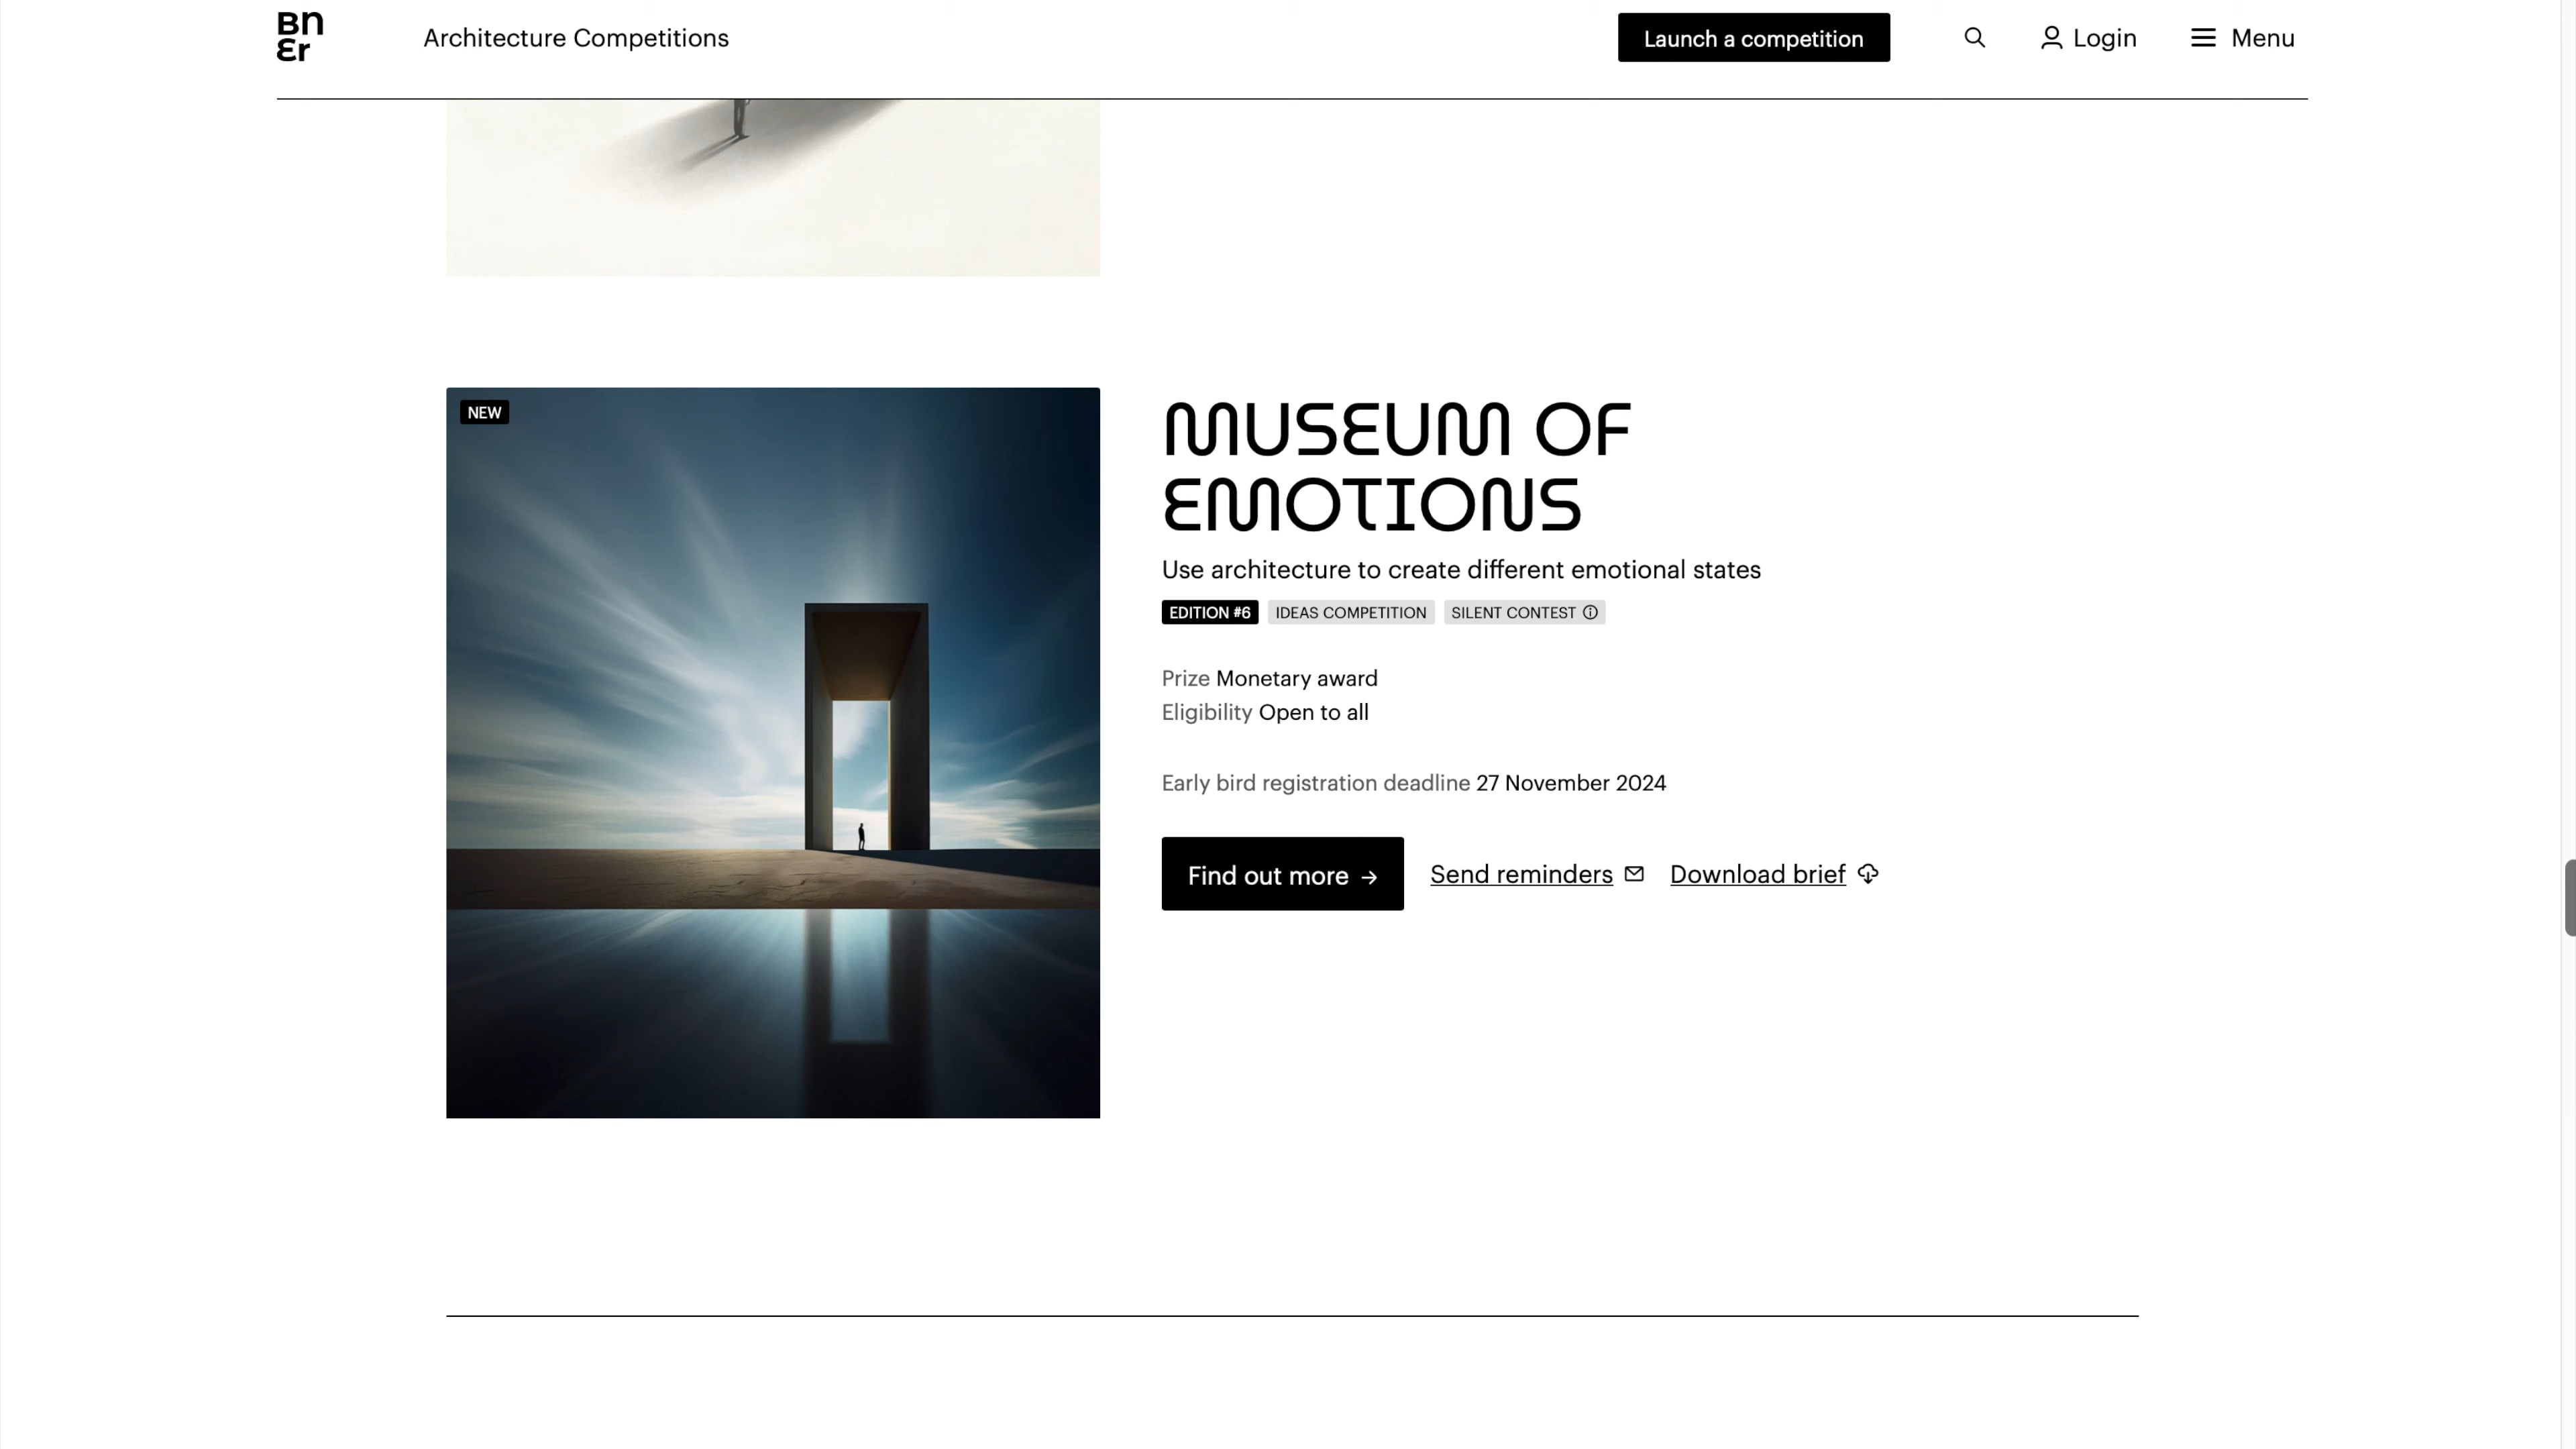 Bn
Er
Architecture Competitions
Launch a competition
Login
Menu
NEW
MUSEUM OF
EMOTIONS
Use architecture to create different emotional states
EDITION #6 IDEAS COMPETITION SILENT CONTEST
Prize Monetary award
Eligibility Open to all
Early bird registration deadline 27 November 2024
Find out more →
Send reminders
Download brief